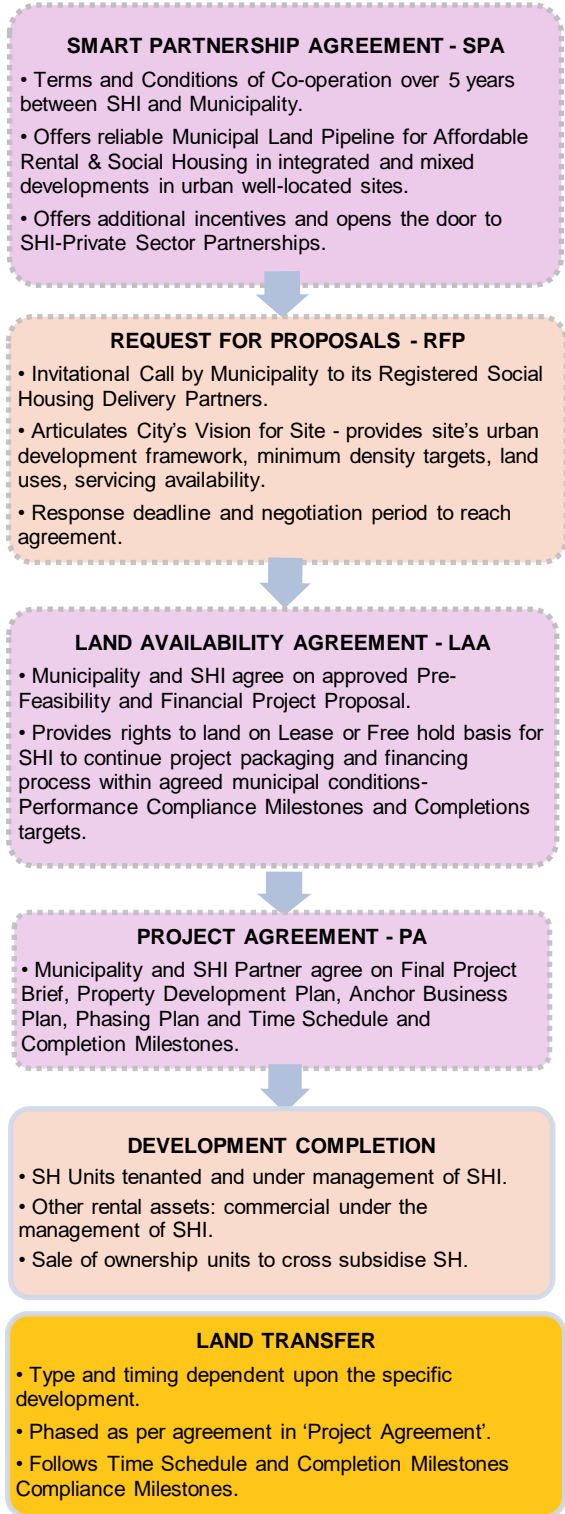 SMART PARTNERSHIP AGREEMENT - SPA
• Terms and Conditions of Co-operation over 5 years
between SHI and Municipality.
• Offers reliable Municipal Land Pipeline for Affordable
Rental & Social Housing in integrated and mixed
developments in urban well-located sites.
• Offers additional incentives and opens the door to
SHI-Private Sector Partnerships.
REQUEST FOR PROPOSALS - RFP
• Invitational Call by Municipality to its Registered Social
Housing Delivery Partners.
• Articulates City’s Vision for Site - provides site’s urban
development framework, minimum density targets, land
uses, servicing availability.
• Response deadline and negotiation period to reach
agreement.
LAND AVAILABILITY AGREEMENT - LAA
• Municipality and SHI agree on approved Pre-
Feasibility and Financial Project Proposal.
• Provides rights to land on Lease or Free hold basis for
SHI to continue project packaging and financing
process within agreed municipal conditions-
Performance Compliance Milestones and Completions
targets.
PROJECT AGREEMENT - PA
• Municipality and SHI Partner agree on Final Project
Brief, Property Development Plan, Anchor Business
Plan, Phasing Plan and Time Schedule and
Completion Milestones.
DEVELOPMENT COMPLETION
• SH Units tenanted and under management of SHI.
• Other rental assets: commercial under the
management of SHI.
• Sale of ownership units to cross subsidise SH.
LAND TRANSFER
• Type and timing dependent upon the specific
development.
• Phased as per agreement in ‘Project Agreement’.
• Follows Time Schedule and Completion Milestones
Compliance Milestones.